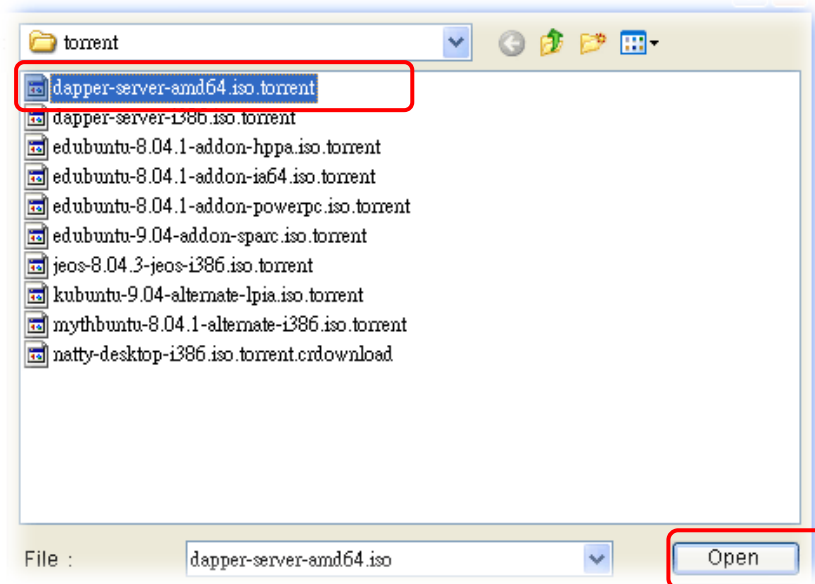 torrent
dapper-server-amd64.iso.torrent
dapper-server-i386.iso.torrent
edubuntu-8.04.1-addon-hppa.iso.torrent
edubuntu-8.04.1-addon-ia64.iso.torrent
edubuntu-8.04.1-addon-powerpc.iso.torrent
edubuntu-9.04-addon-sparc.iso.torrent
jeos-8.04.3-jeos-i386.iso.torrent
kubuntu-9.04-alternate-lpia.iso.torrent
mythbuntu-8.04.1-alternate-i386.iso.torrent
natty-desktop-i386.iso.torrent.crdownload
File : dapper-server-amd64.iso Open